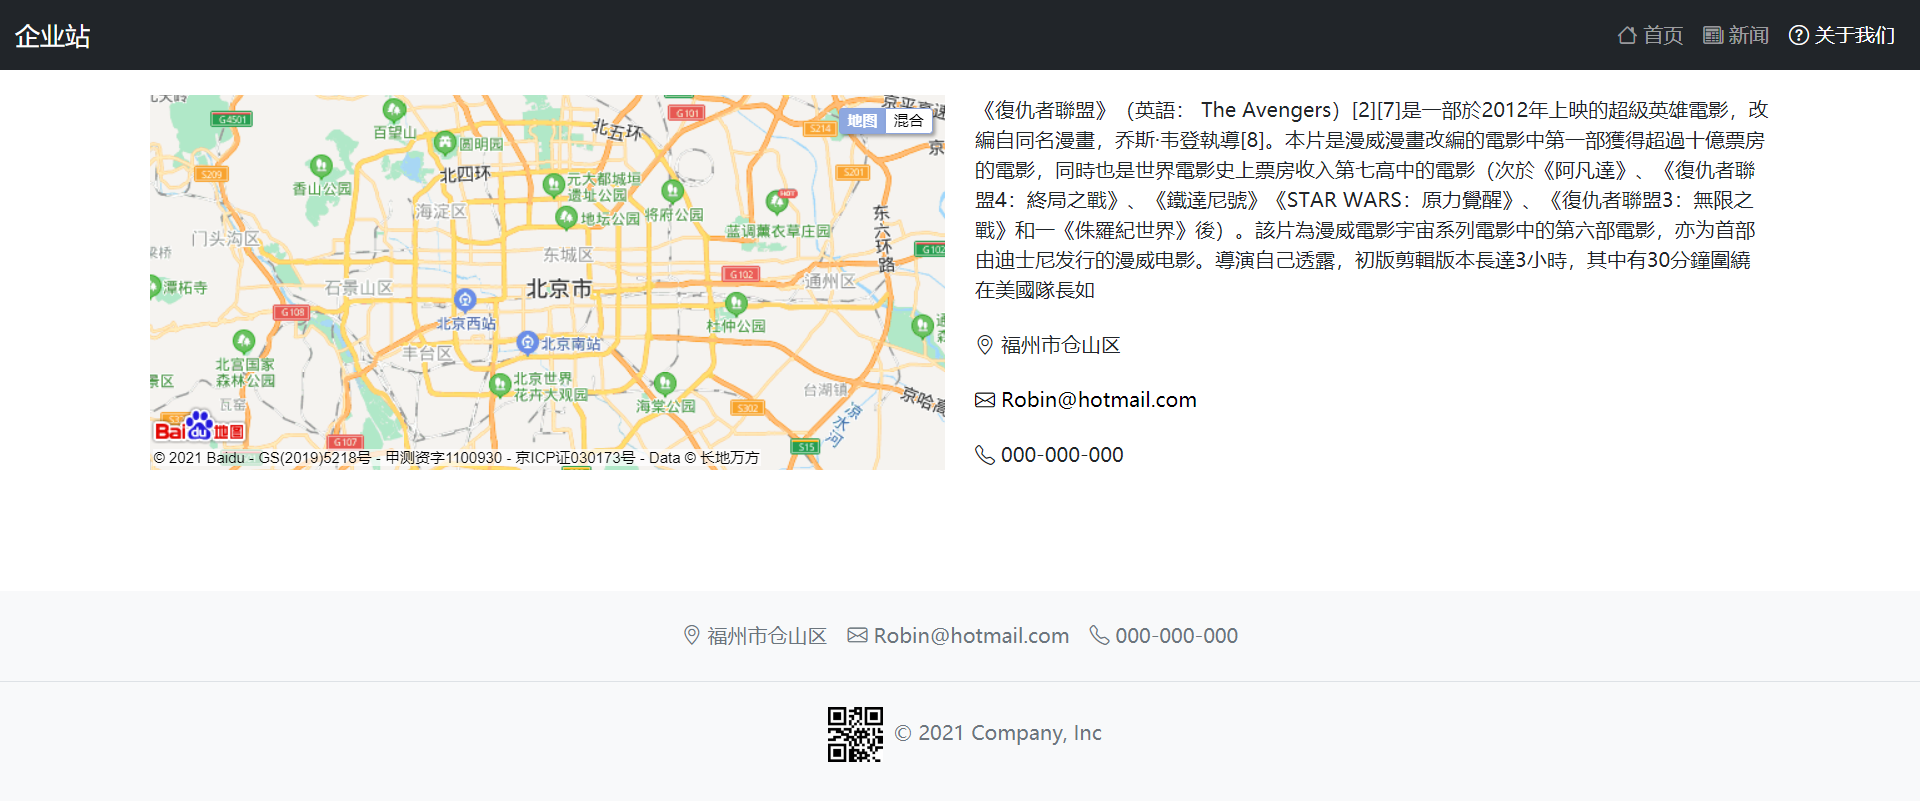 企业站
首页
新闻
关于我们
G4501
百望山
圆明园
北五环
G101
S214
地图 混合
香山公园
S209
北四环
元大都城垣
遗址公园
海淀区
地坛公园
将府公园
HOT
蓝调薰衣草庄园
S201
东六环路
门头沟区
东城区
G102
通州区
潭柘寺
石景山区
北京市
G102
G108
北京西站
杜仲公园
北京南站
丰台区
北宫国家
森林公园
北京世界
花卉大观园
海棠公园
S302
台湖镇
京哈高
凉水河
瓦窑
Bai du 地图
G107
S15
© 2021 Baidu - GS(2019)5218号 - 甲测资字1100930 - 京ICP证030173号 - Data © 长地万方
《復仇者聯盟》（英語： The Avengers）[2][7]是一部於2012年上映的超級英雄電影，改
編自同名漫畫，乔斯·韦登執導[8]。本片是漫威漫畫改編的電影中第一部獲得超過十億票房
的電影，同時也是世界電影史上票房收入第七高中的電影（次於《阿凡達》、《復仇者聯
盟4：終局之戰》、《鐵達尼號》《STAR WARS：原力覺醒》、《復仇者聯盟3：無限之
戰》和一《侏羅紀世界》後）。該片為漫威電影宇宙系列電影中的第六部電影，亦为首部
由迪士尼发行的漫威电影。導演自己透露，初版剪輯版本長達3小時，其中有30分鐘圍繞
在美國隊長如
福州市仓山区
Robin@hotmail.com
000-000-000
福州市仓山区 Robin@hotmail.com 000-000-000
© 2021 Company, Inc